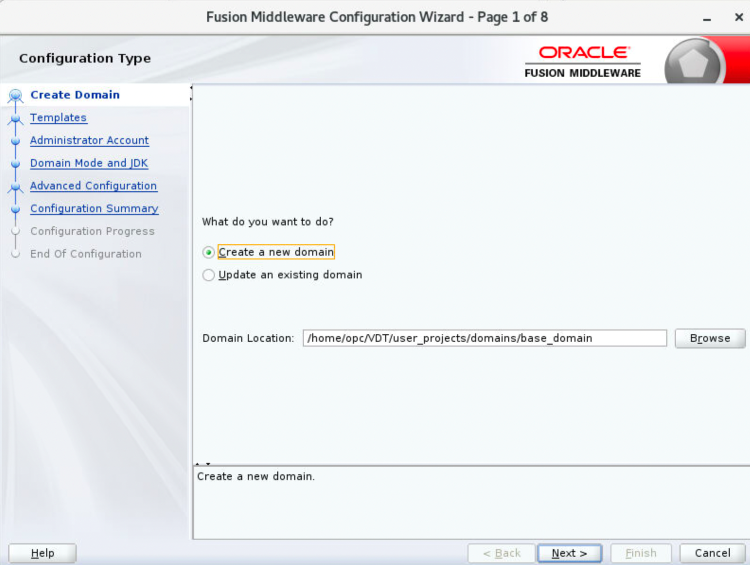 Fusion Middleware Configuration Wizard - Page 1 of 8
Configuration Type
ORACLE
FUSION MIDDLEWARE
Create Domain
Templates
Administrator Account
Domain Mode and JDK
Advanced Configuration
Configuration Summary
Configuration Progress
End Of Configuration
What do you want to do?
Create a new domain
Update an existing domain
Domain Location: /home/opc/VDT/user_projects/domains/base_domain Browse
Create a new domain.
Help < Back Next > Finish Cancel